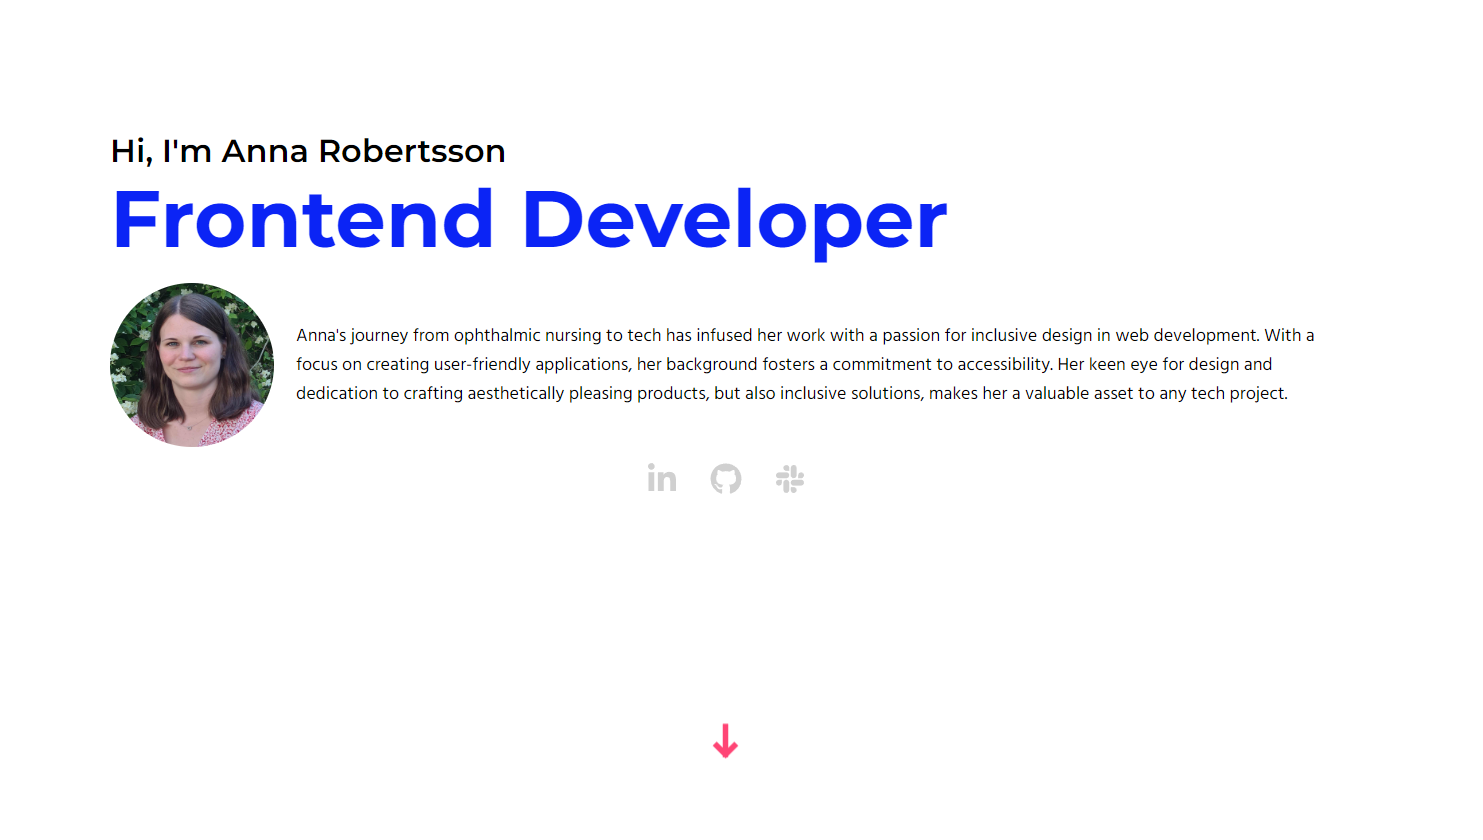 Hi, I'm Anna Robertsson
Frontend Developer
Anna's journey from ophthalmic nursing to tech has infused her work with a passion for inclusive design in web development. With a
focus on creating user-friendly applications, her background fosters a commitment to accessibility. Her keen eye for design and
dedication to crafting aesthetically pleasing products, but also inclusive solutions, makes her a valuable asset to any tech project.
in